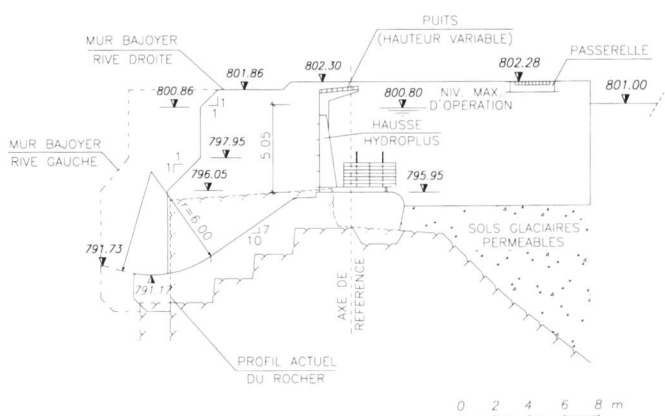 PUITS
(HAUTEUR VARIABLE)
MUR BAJOYER
RIVE DROITE
PASSERELLE
801.86
802.30
802.28
800.86
800.80
NIV. MAX.
D'OPERATION
801.00
1
1
5.05
HAUSSE
HYDROPLUS
MUR BAJOYER
RIVE GAUCHE
797.95
1
1
796.05
795.95
r=6.00
7
10
SOLS GLACIAIRES
PERMEABLES
791.73
791.17
AXE DE
REFERENCE
PROFIL ACTUEL
DU ROCHER
0 2 4 6 8 m